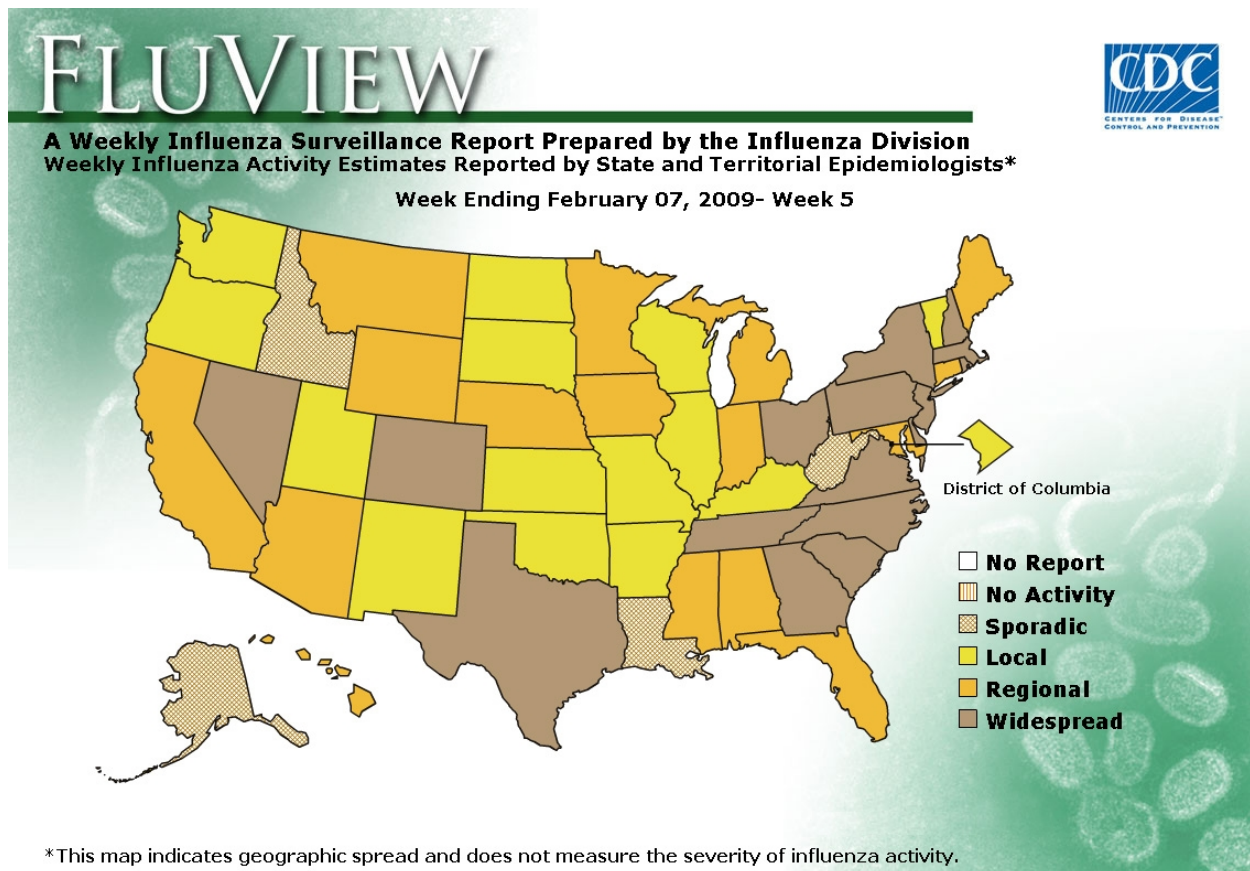 FLUVIEW
CDC
CENTERS FOR DISEASE™
CONTROL AND PREVENTION
A Weekly Influenza Surveillance Report Prepared by the Influenza Division
Weekly Influenza Activity Estimates Reported by State and Territorial Epidemiologists*
Week Ending February 07, 2009- Week 5
District of Columbia
No Report
No Activity
Sporadic
Local
Regional
Widespread
*This map indicates geographic spread and does not measure the severity of influenza activity.